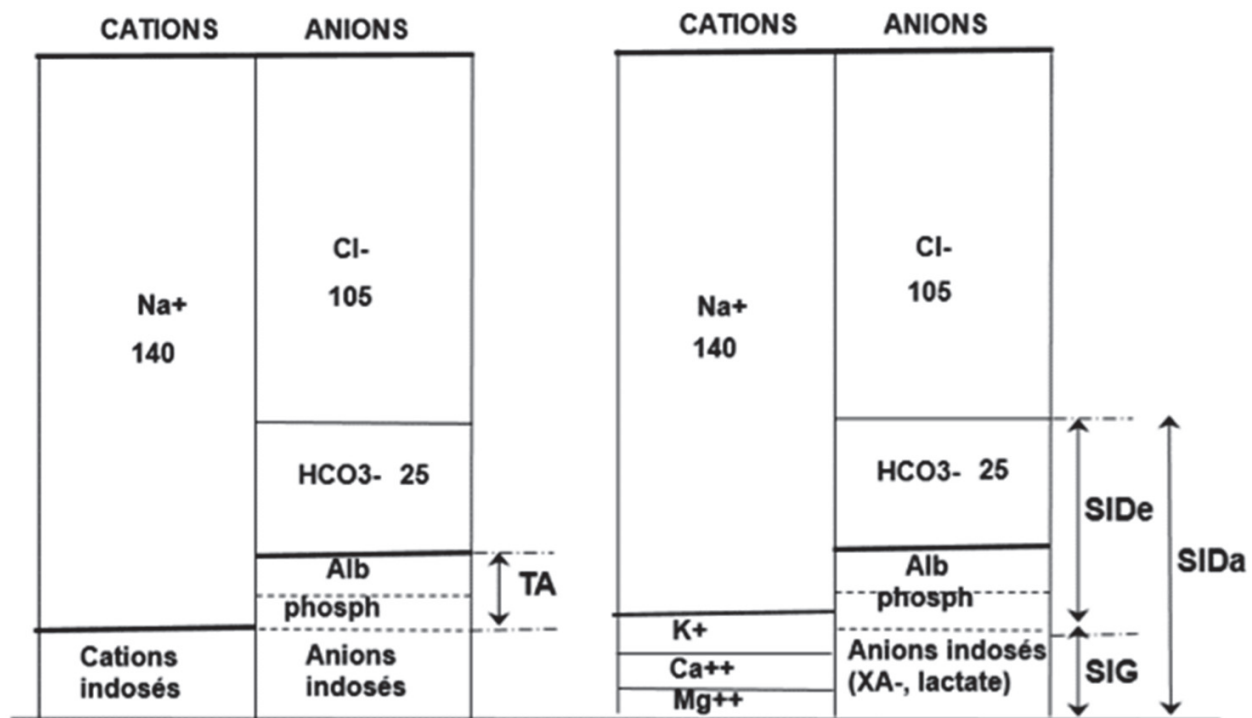 CATIONS ANIONS
Na+
140
Cl-
105
HCO3- 25
Alb
phosph
TA
Cations
indosés
Anions
indosés
CATIONS ANIONS
Na+
140
Cl-
105
HCO3- 25
Alb
phosph
K+
Ca++
Mg++
Anions indosés
(XA-, lactate)
SIDe
SIDa
SIG